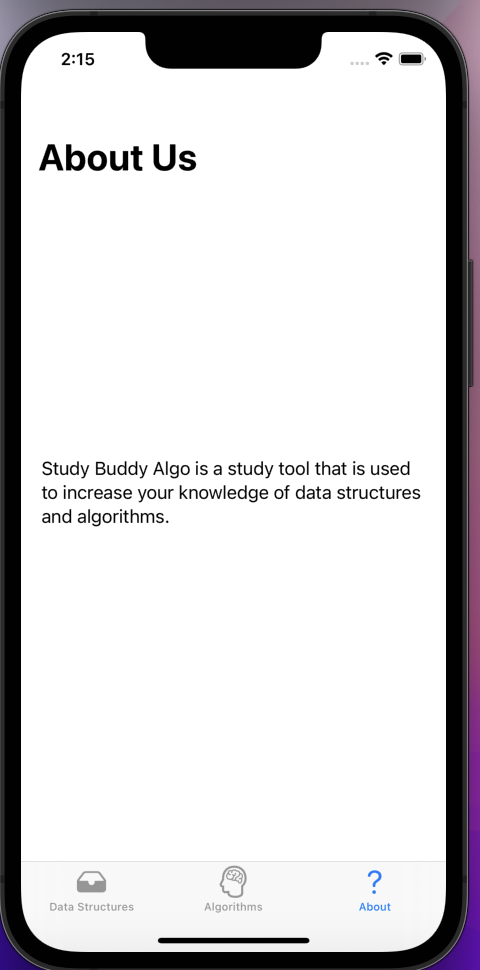 2:15
About Us
Study Buddy Algo is a study tool that is used
to increase your knowledge of data structures
and algorithms.
Data Structures
Algorithms
?
About